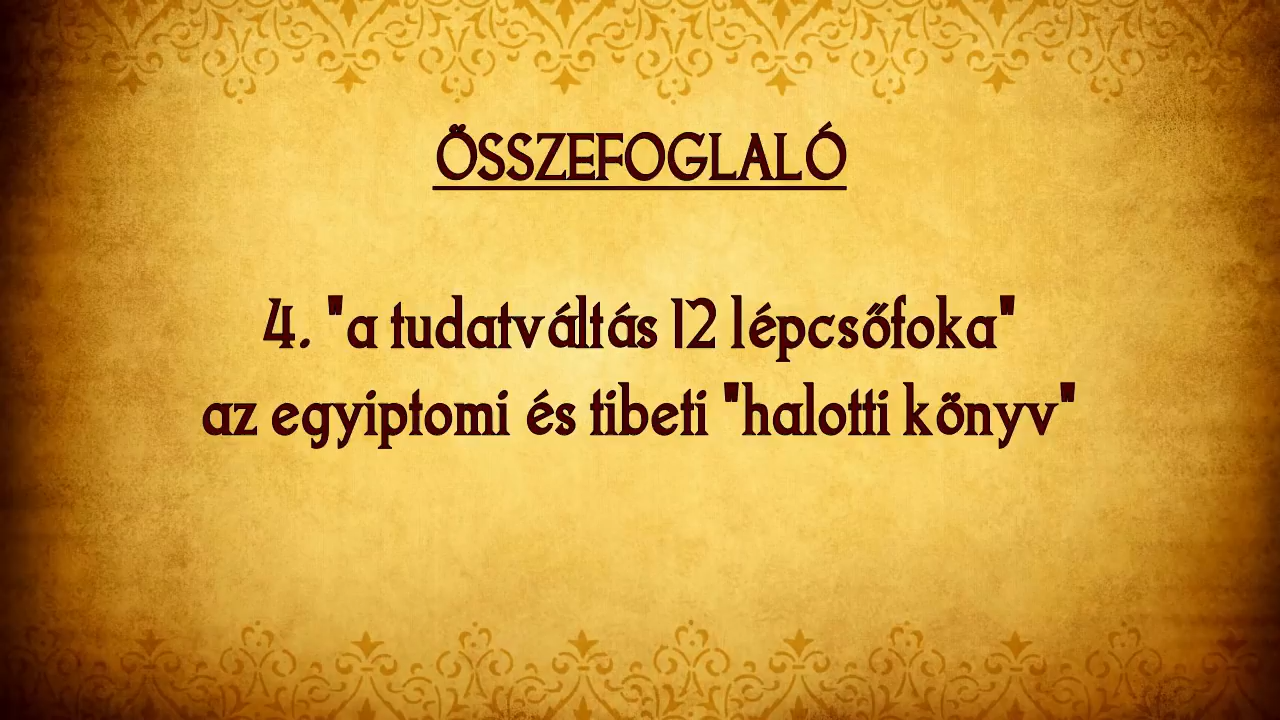 ÖSSZEFOGLALÓ
4. "a tudatváltás 12 lépcsőfoka"
az egyiptomi és tibeti "halotti könyv"